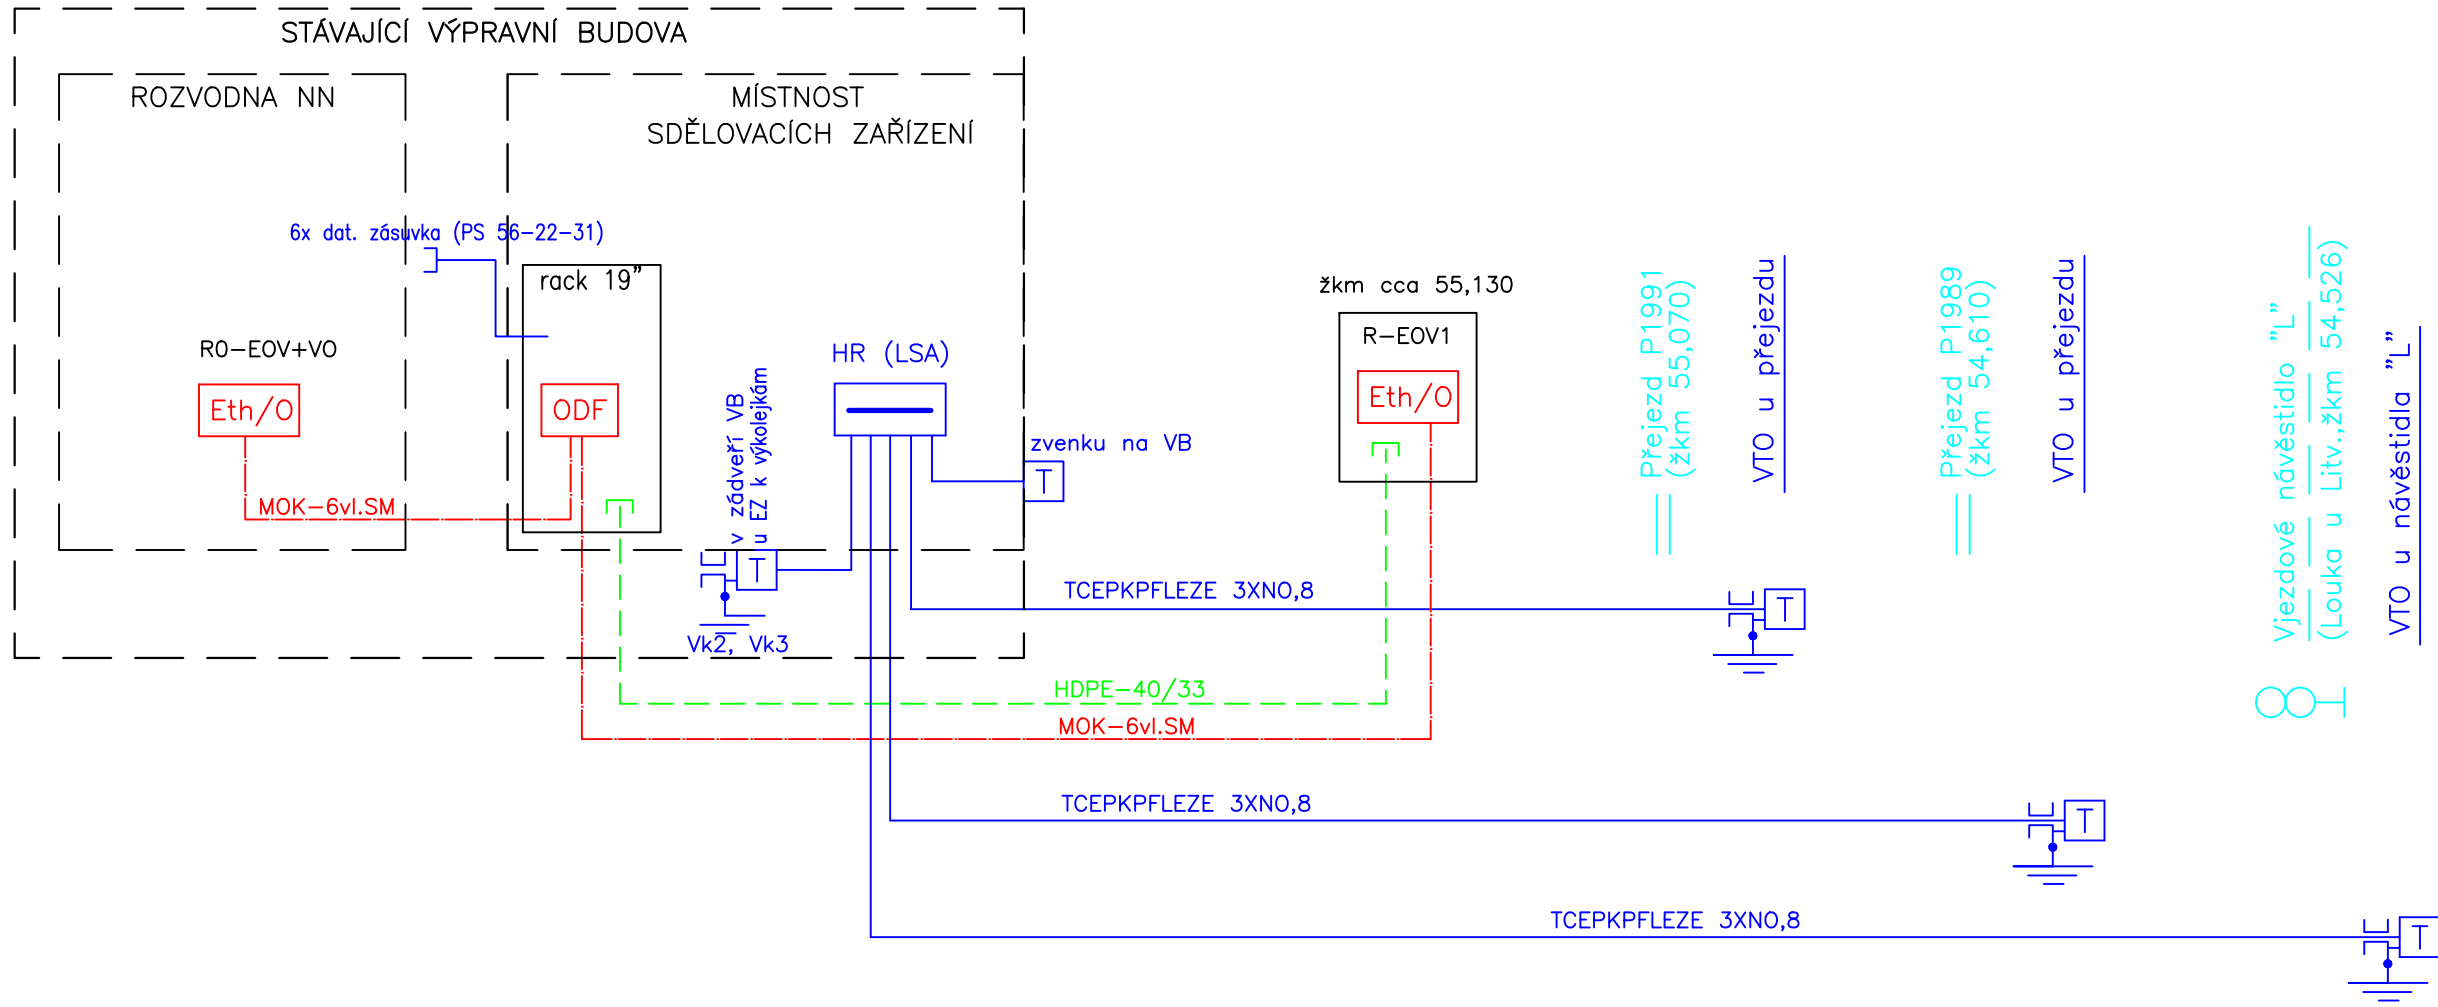 STÁVAJÍCÍ VÝPRAVNÍ BUDOVA
ROZVODNA NN
MÍSTNOST
SDĚLOVACÍCH ZAŘÍZENÍ
6x dat. zásuvka (PS 56-22-31)
rack 19"
žkm cca 55,130
R-EOV1
Eth/O
R0-EOV+VO
Eth/O
ODF
HR (LSA)
v zádveří VB
u EZ k výkolejkám
zvenku na VB
T
MOK-6vl.SM
T
Vk2, Vk3
Přejezd P1991
(žkm 55,070)
VTO u přejezdu
Přejezd P1989
(žkm 54,610)
VTO u přejezdu
Vjezdové návěstidlo "L"
(Louka u Litv.,žkm 54,526)
VTO u návěstidla "L"
TCEPKPFLEZE 3XN0,8
T
HDPE-40/33
MOK-6vl.SM
TCEPKPFLEZE 3XN0,8
T
TCEPKPFLEZE 3XN0,8
T